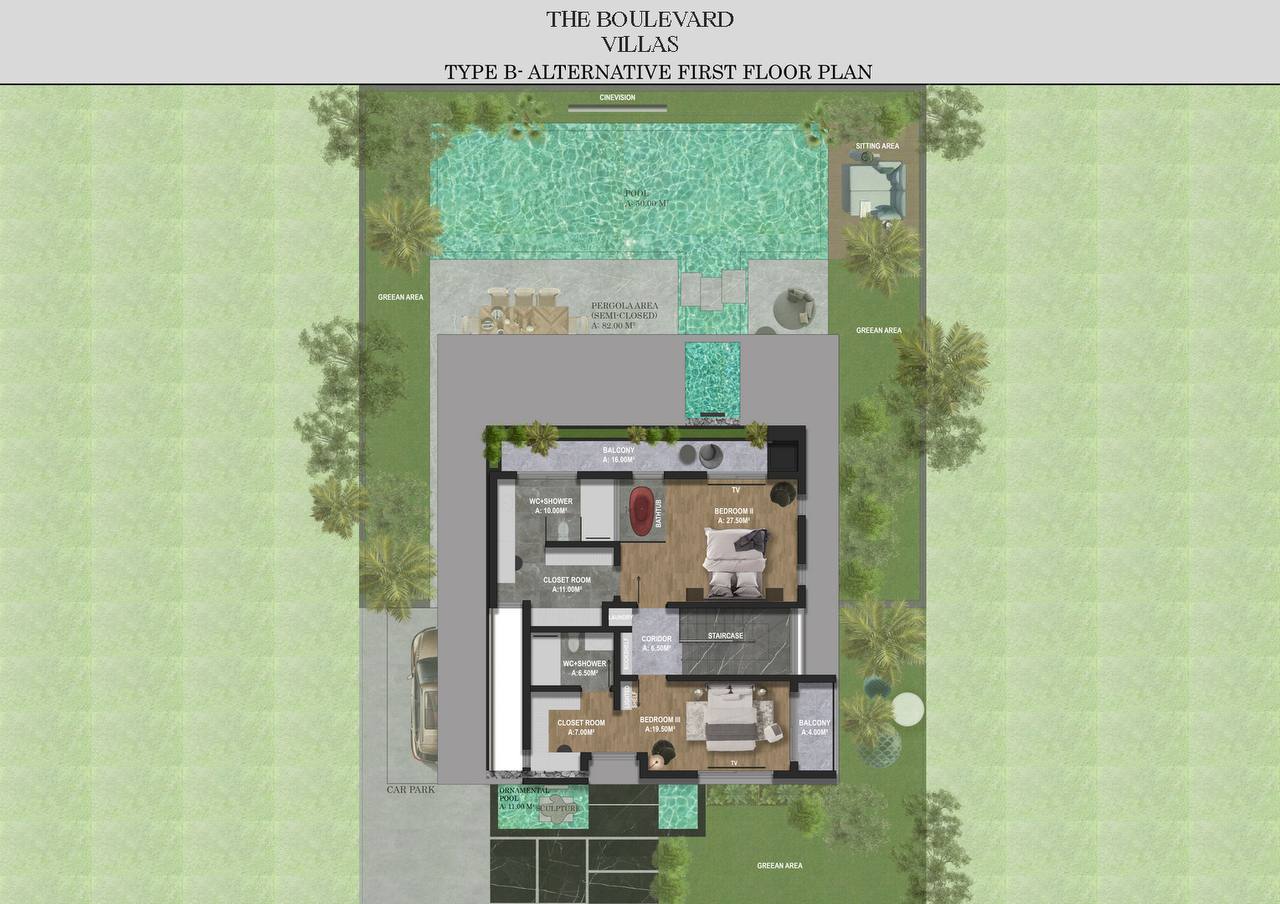 THE BOULEVARD
VILLAS
TYPE B- ALTERNATIVE FIRST FLOOR PLAN
CINEVISION
SITTING AREA
POOL
A: 50.00 M²
GREEAN AREA
PERGOLA AREA
(SEMI-CLOSED)
A: 82.00 M²
GREEAN AREA
BALCONY
A: 16.00M²
TV
WC+SHOWER
A: 10.00M²
BATHTUB
BEDROOM II
A: 27.50M²
CLOSET ROOM
A:11.00M²
LAUNDRY
CORIDOR
A: 6.50M²
STAIRCASE
BOOKSHELF
WC+SHOWER
A:6.50M²
CLOSET ROOM
A:7.00M²
BEDROOM III
A:19.50M²
BALCONY
A:4.00M²
TV
CAR PARK
ORNAMENTAL
POOL
A: 11.00 M²
SCULPTURE
GREEAN AREA